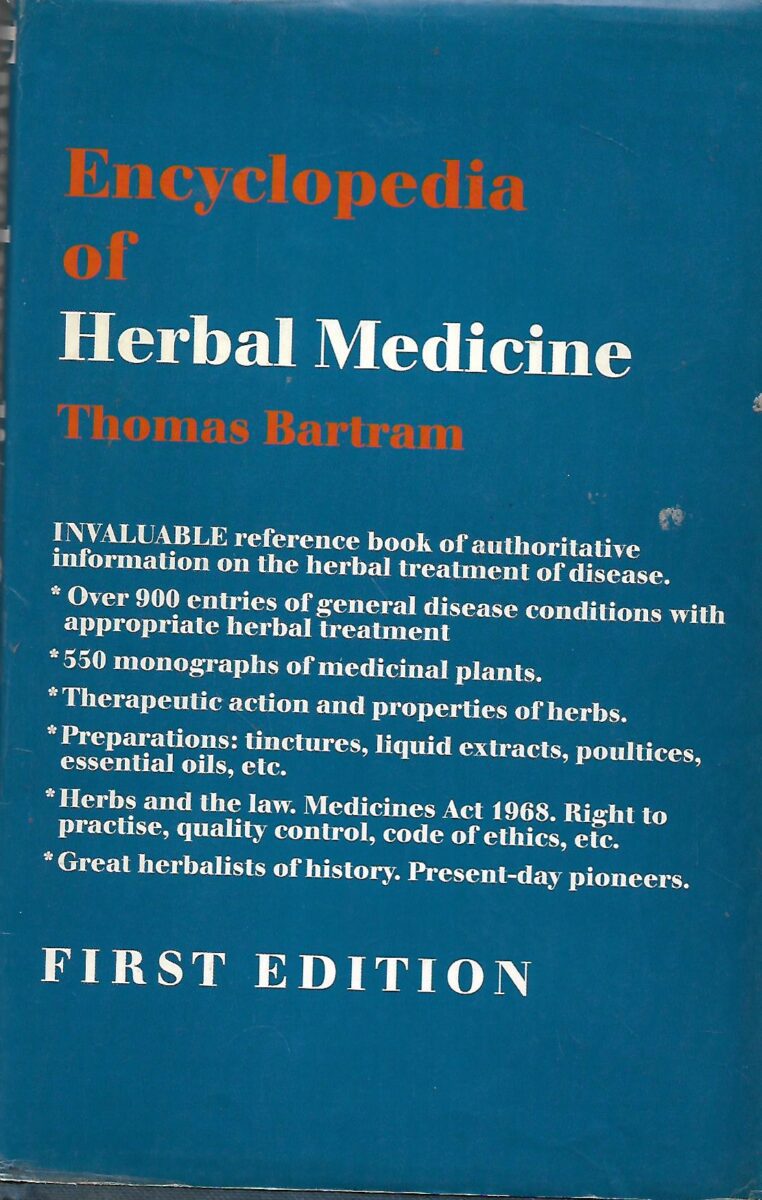 Encyclopedia
of
Herbal Medicine
Thomas Bartram
INVALUABLE reference book of authoritative
information on the herbal treatment of disease.
* Over 900 entries of general disease conditions with
appropriate herbal treatment
* 550 monographs of medicinal plants.
* Therapeutic action and properties of herbs.
* Preparations: tinctures, liquid extracts, poultices,
essential oils, etc.
* Herbs and the law. Medicines Act 1968. Right to
practise, quality control, code of ethics, etc.
* Great herbalists of history. Present-day pioneers.
FIRST EDITION